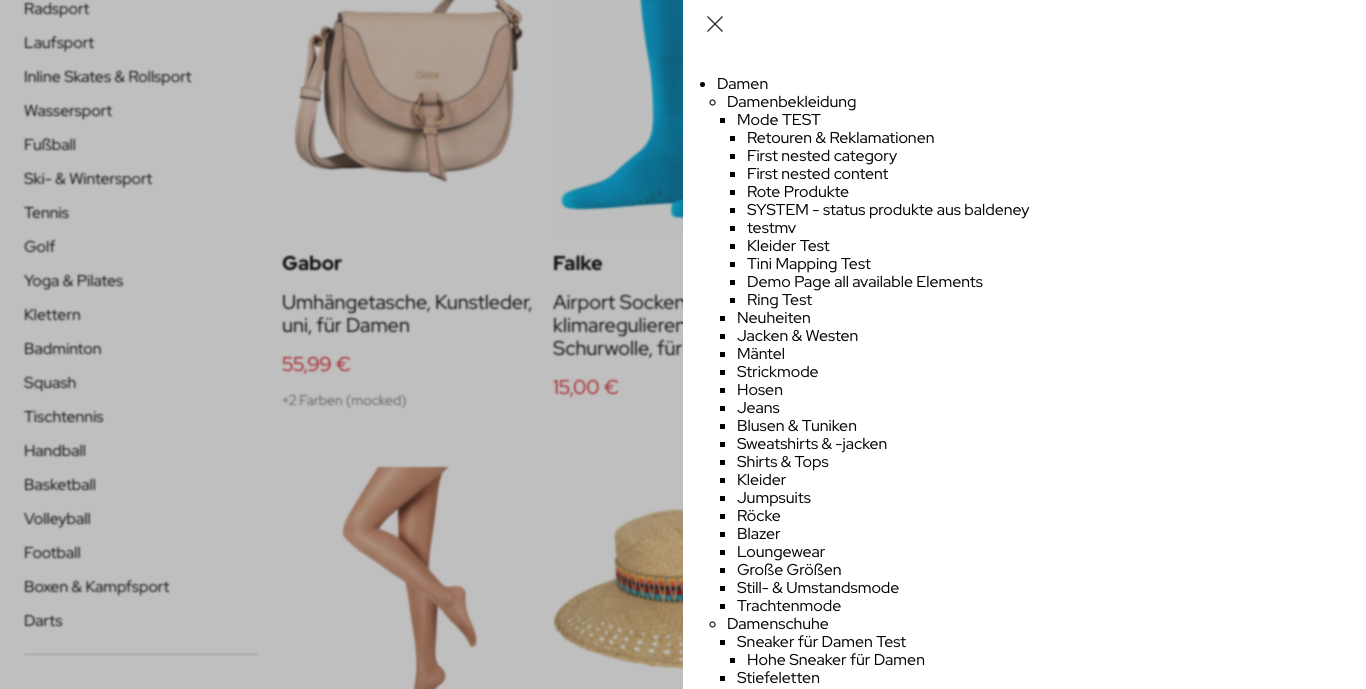 Radsport
Laufsport
Inline Skates & Rollsport
Wassersport
Fußball
Ski- & Wintersport
Tennis
Golf
Yoga & Pilates
Klettern
Badminton
Squash
Tischtennis
Handball
Basketball
Volleyball
Football
Boxen & Kampfsport
Darts
Gabor
Gabor
Umhängetasche, Kunstleder,
uni, für Damen
55,99 €
+2 Farben (mocked)
Falke
Airport Socken
klimaregulieren
Schurwolle, für
15,00 €
Damen
Damenbekleidung
Mode TEST
Retouren & Reklamationen
First nested category
First nested content
Rote Produkte
SYSTEM - status produkte aus baldeney
testmv
Kleider Test
Tini Mapping Test
Demo Page all available Elements
Ring Test
Neuheiten
Jacken & Westen
Mäntel
Strickmode
Hosen
Jeans
Blusen & Tuniken
Sweatshirts & -jacken
Shirts & Tops
Kleider
Jumpsuits
Röcke
Blazer
Loungewear
Große Größen
Still- & Umstandsmode
Trachtenmode
Damenschuhe
Sneaker für Damen Test
Hohe Sneaker für Damen
Stiefeletten